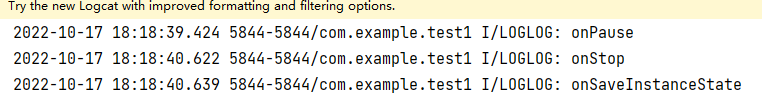 Try the new Logcat with improved formatting and filtering options.
2022-10-17 18:18:39.424 5844-5844/com.example.test1 I/LOGLOG: onPause
2022-10-17 18:18:40.622 5844-5844/com.example.test1 I/LOGLOG: onStop
2022-10-17 18:18:40.639 5844-5844/com.example.test1 I/LOGLOG: onSaveInstanceState